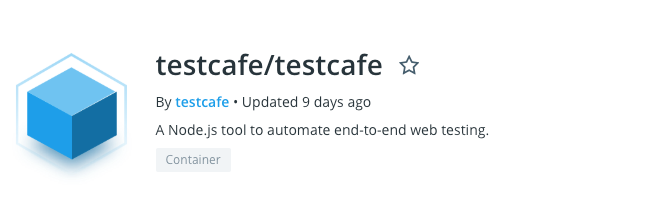 testcafe/testcafe
By testcafe • Updated 9 days ago
A Node.js tool to automate end-to-end web testing.
Container